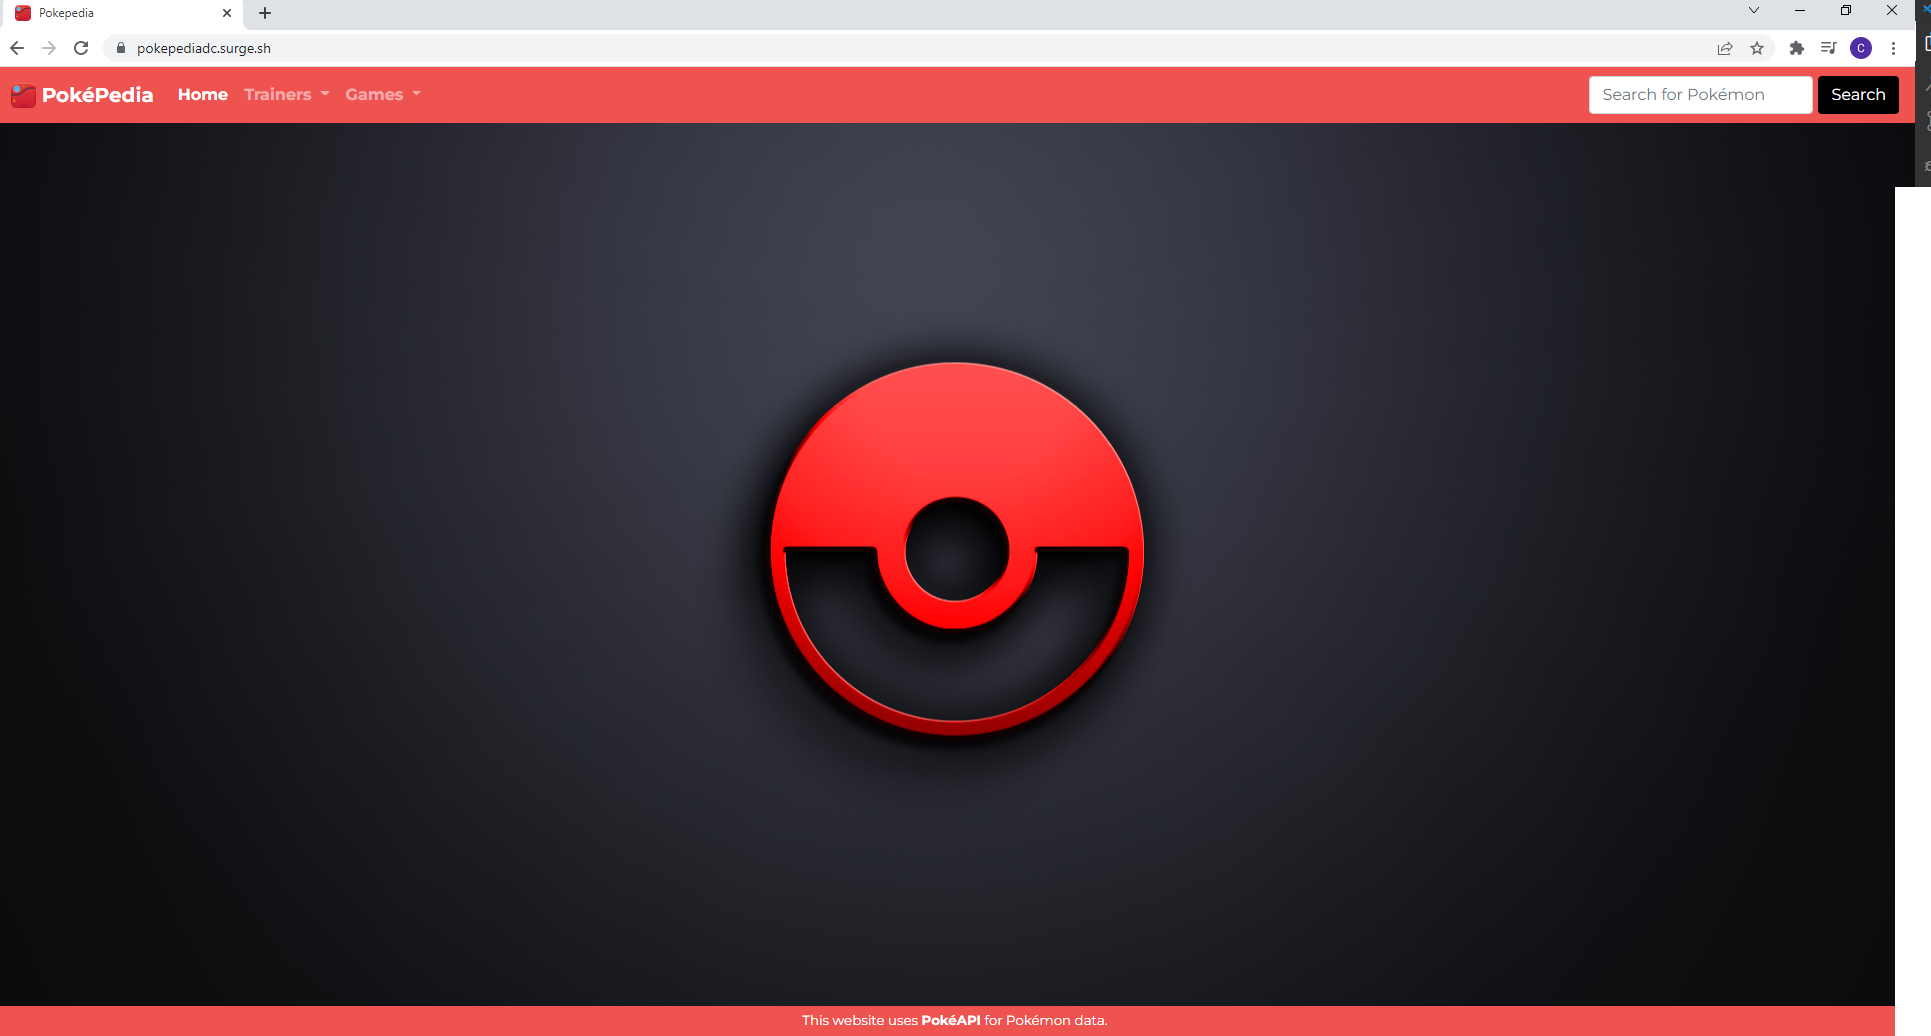 Pokepedia
pokepediadc.surge.sh
C
PokéPedia Home Trainers Games Search for Pokémon Search
This website uses PokéAPI for Pokémon data.